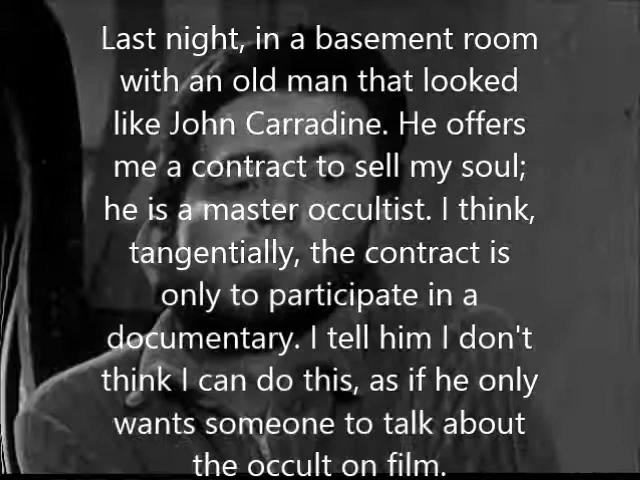 Last night, in a basement room
with an old man that looked
like John Carradine. He offers
me a contract to sell my soul;
he is a master occultist. I think,
tangentially, the contract is
only to participate in a
documentary. I tell him I don't
think I can do this, as if he only
wants someone to talk about
the occult on film.